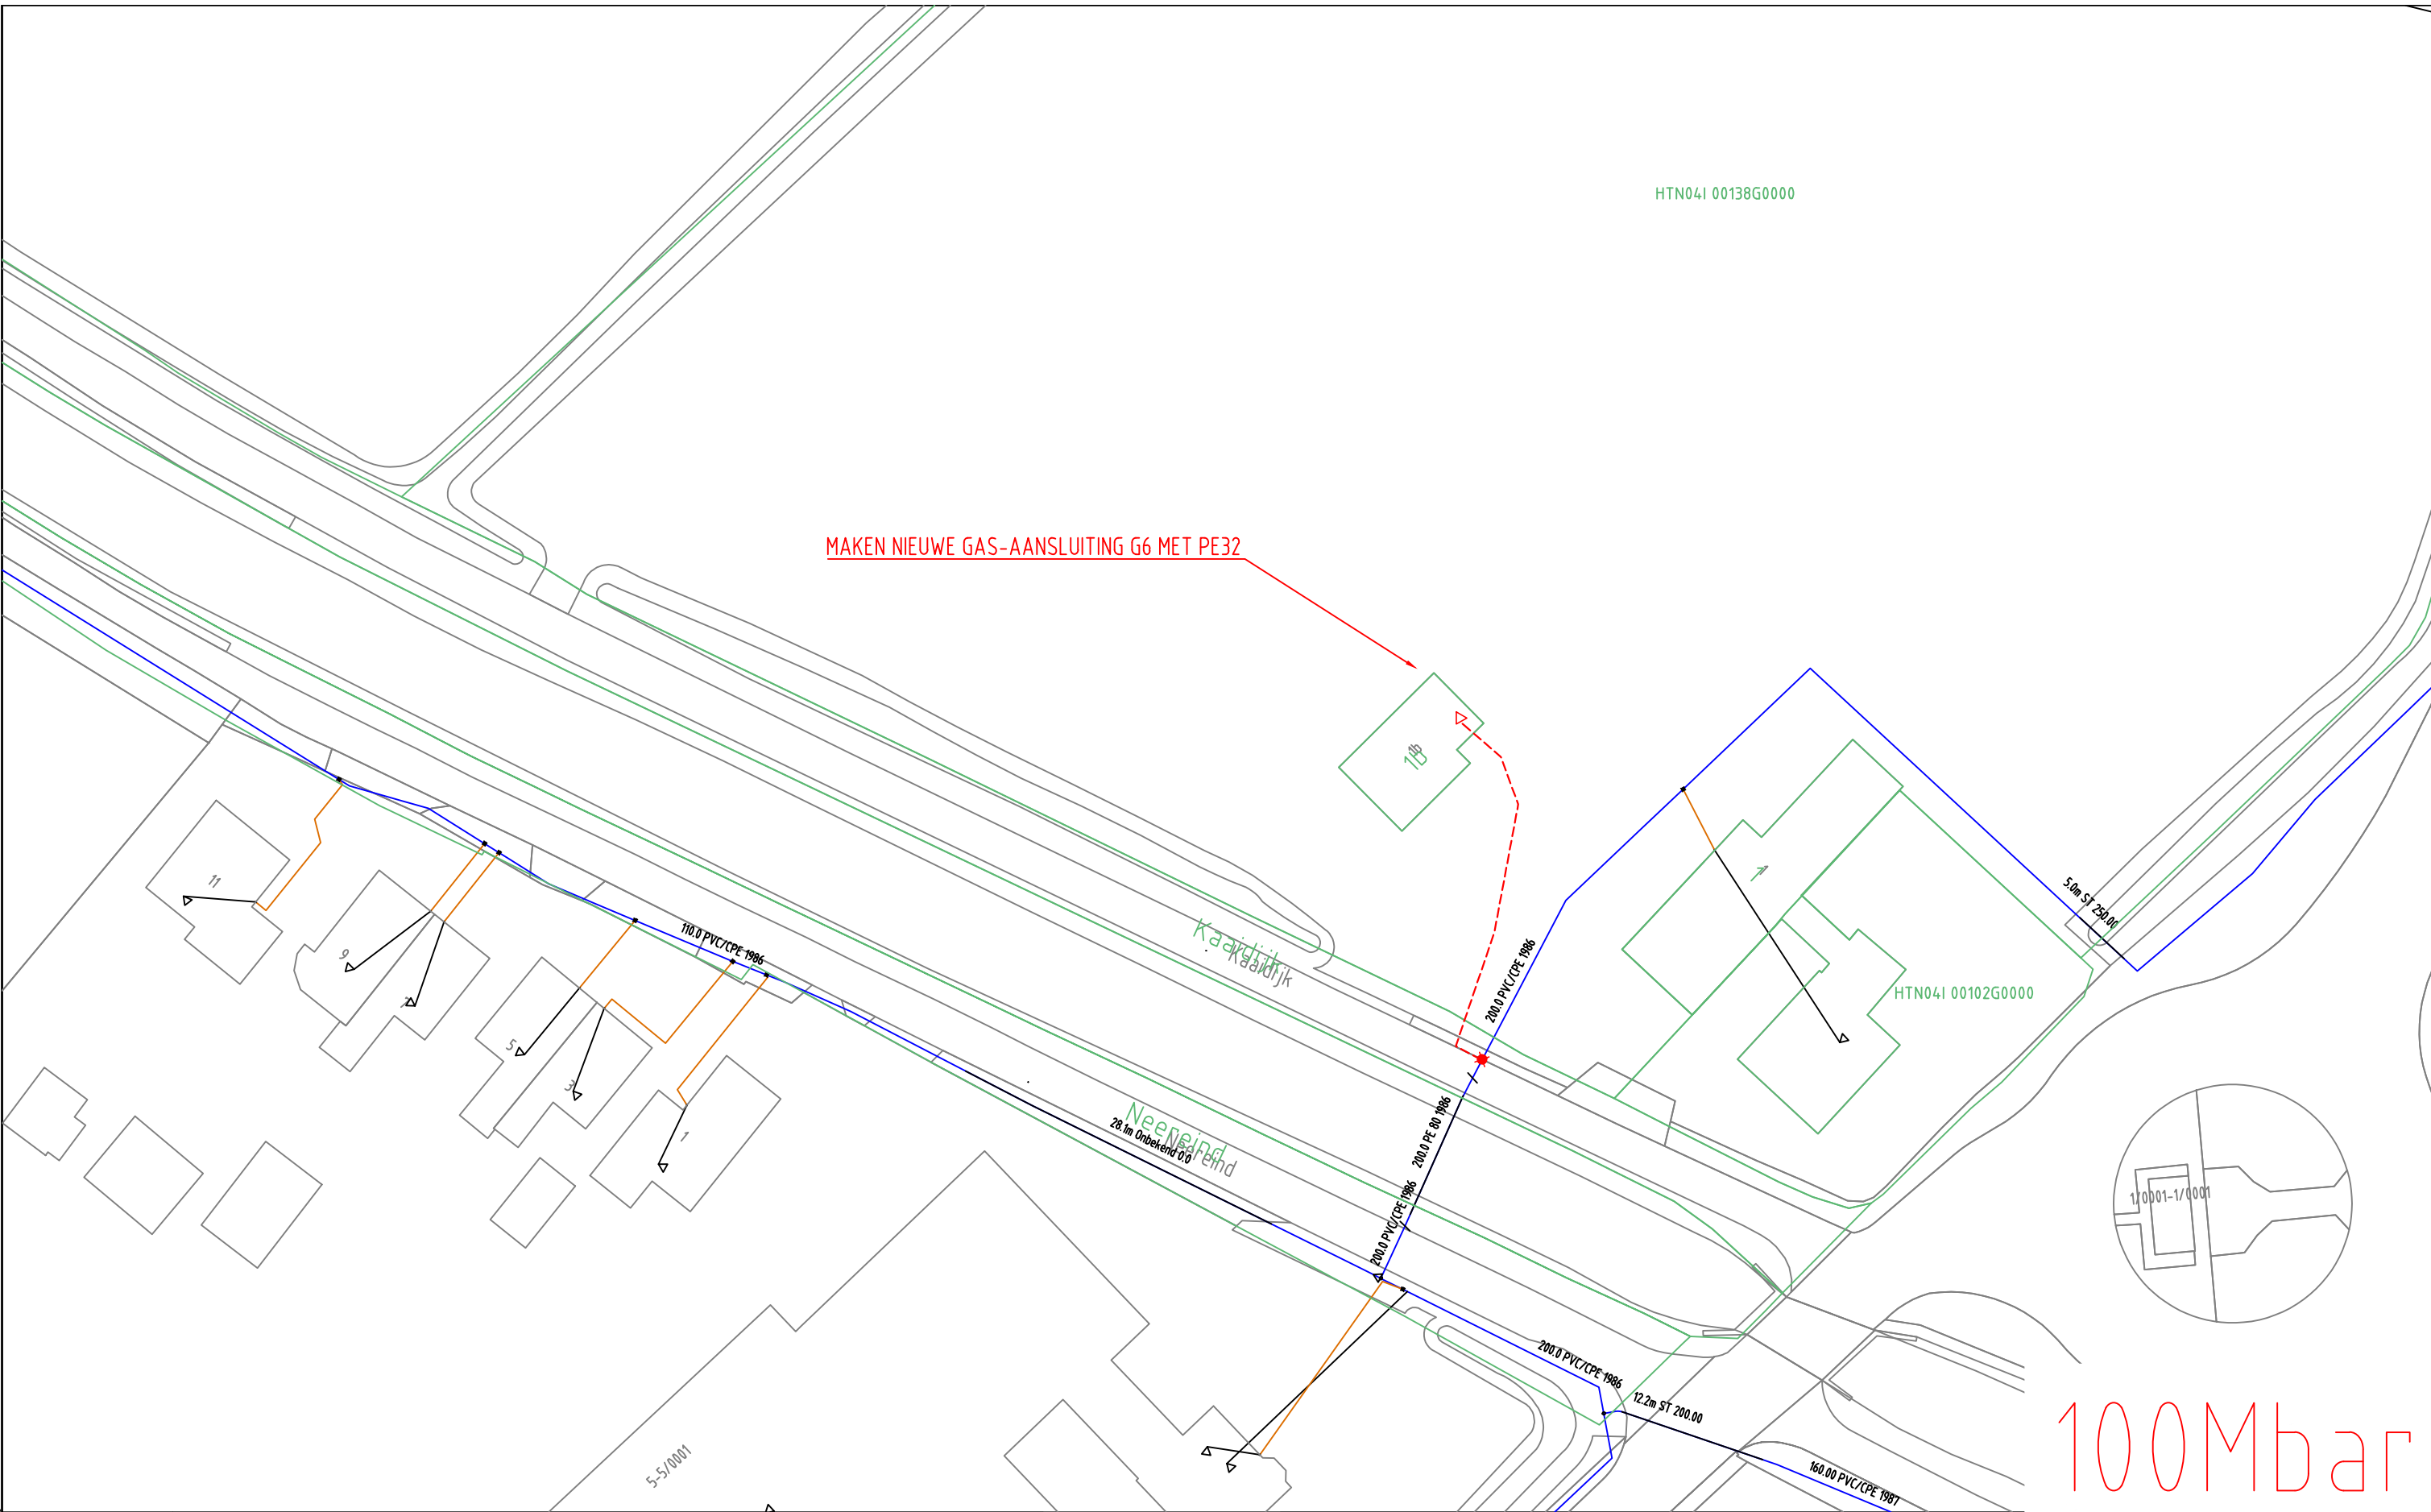 HTN04I 00138G0000
MAKEN NIEUWE GAS-AANSLUITING G6 MET PE32
1b
1b
7
5.0m ST 250.00
11
9
7
110.0 PVC/CPE 1986
Kaaidijk
Kaaidijk
200.0 PVC/CPE 1986
HTN04I 00102G0000
5
3
1
28.1m Onbekend 0.0
Neereind
Neereind
200.0 PE 80 1986
200.0 PVC/CPE 1986
1/0001-1/0001
200.0 PVC/CPE 1986
12.2m ST 200.00
5-5/0001
160.00 PVC/CPE 1987
100Mbar